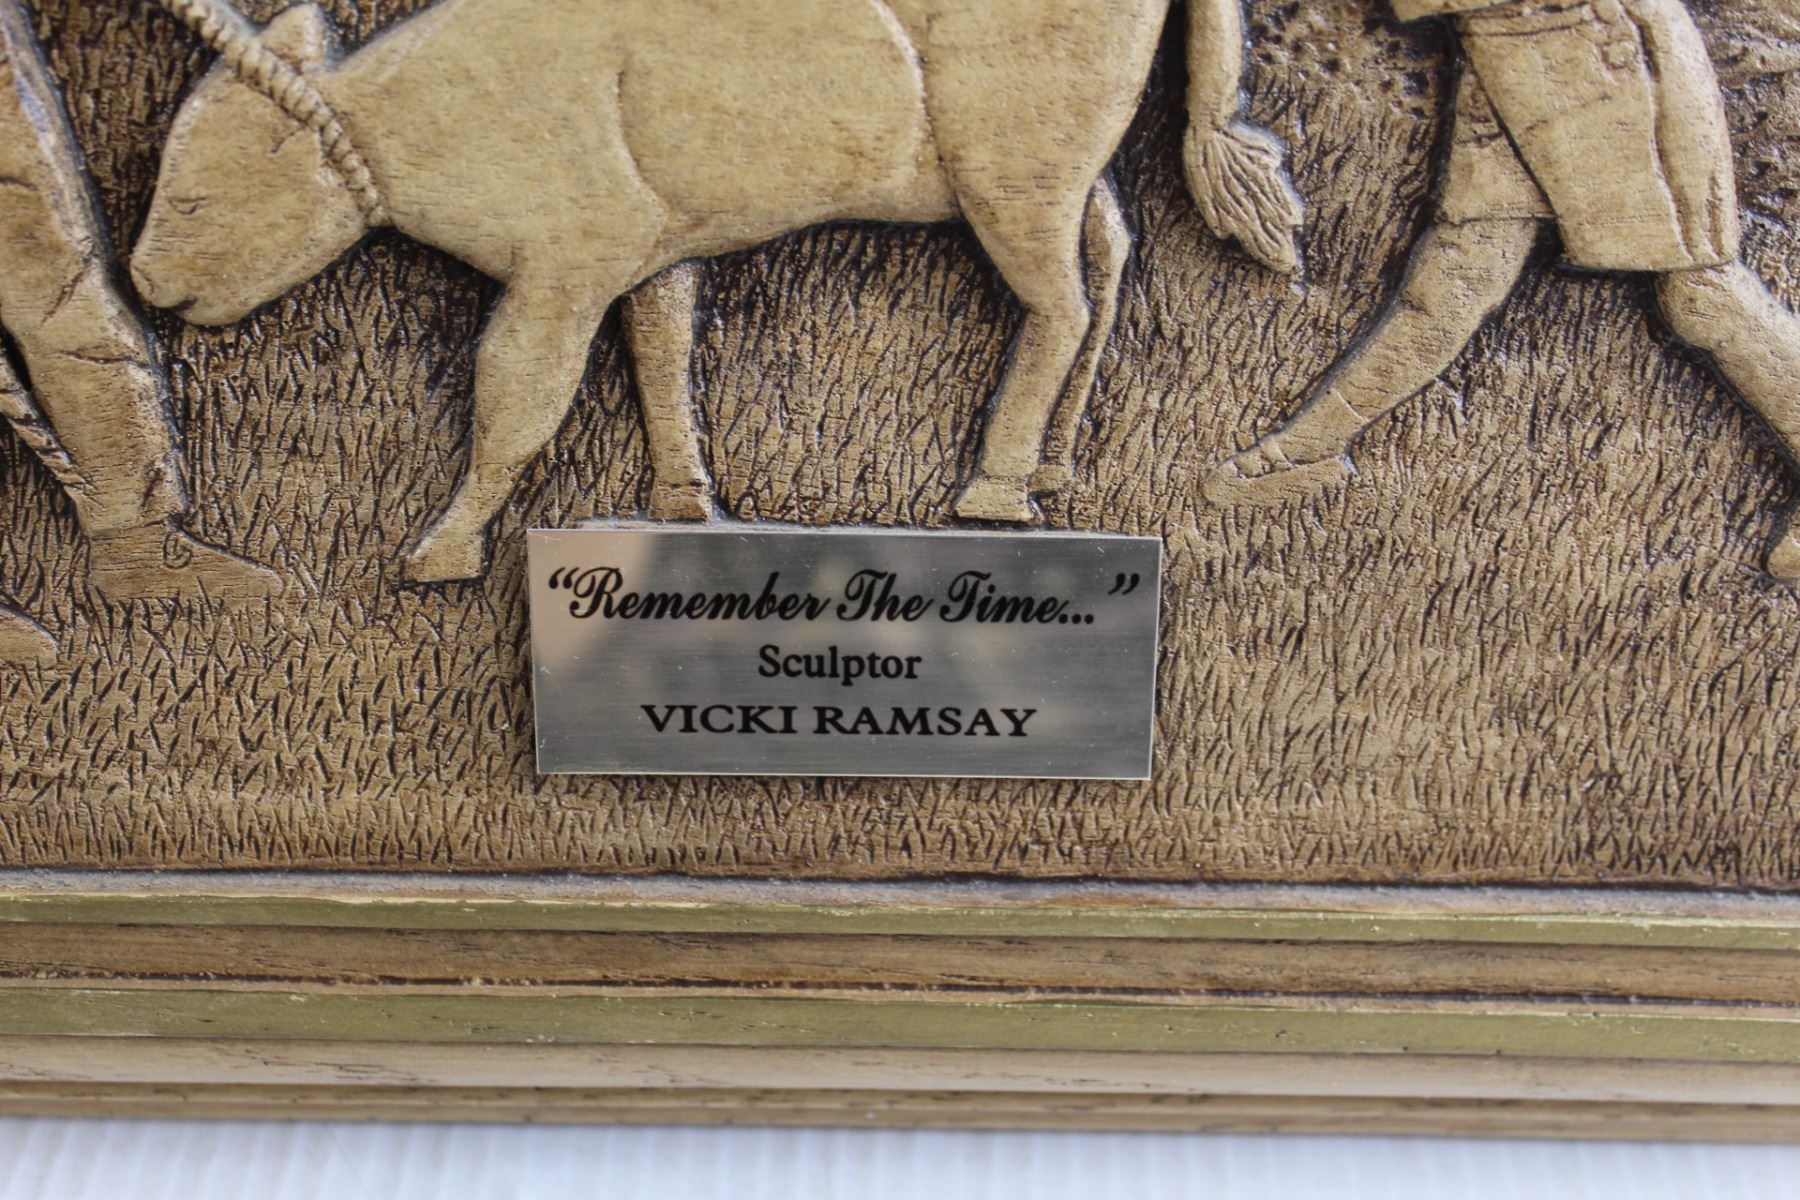 “Remember The Time...”
Sculptor
VICKI RAMSAY